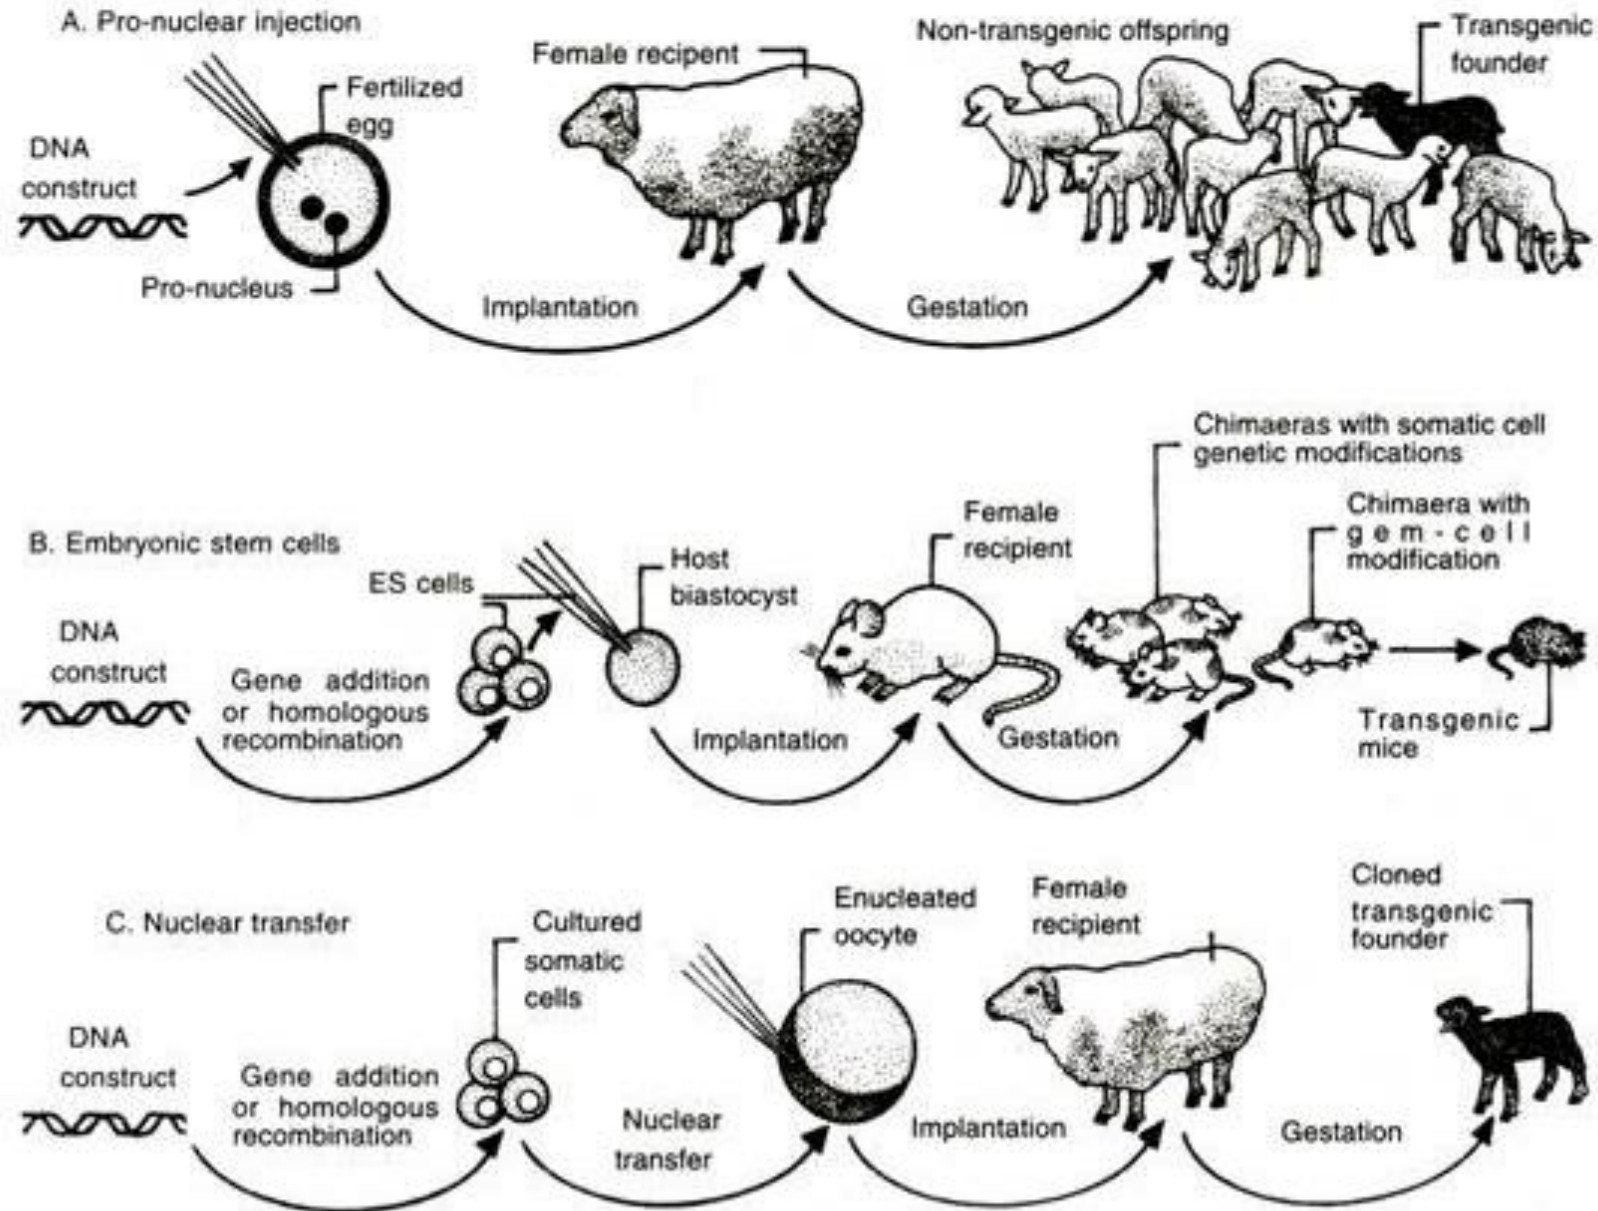 A. Pro-nuclear injection
Fertilized
egg
DNA
construct
Pro-nucleus
Implantation
Female recipent
Gestation
Non-transgenic offspring
Transgenic
founder
B. Embryonic stem cells
DNA
construct
Gene addition
or homologous
recombination
ES cells
Host
biastocyst
Implantation
Female
recipient
Gestation
Chimaeras with somatic cell
genetic modifications
Chimaera with
gem-cell
modification
Transgenic
mice
C. Nuclear transfer
DNA
construct
Gene addition
or homologous
recombination
Cultured
somatic
cells
Nuclear
transfer
Enucleated
oocyte
Implantation
Female
recipient
Gestation
Cloned
transgenic
founder